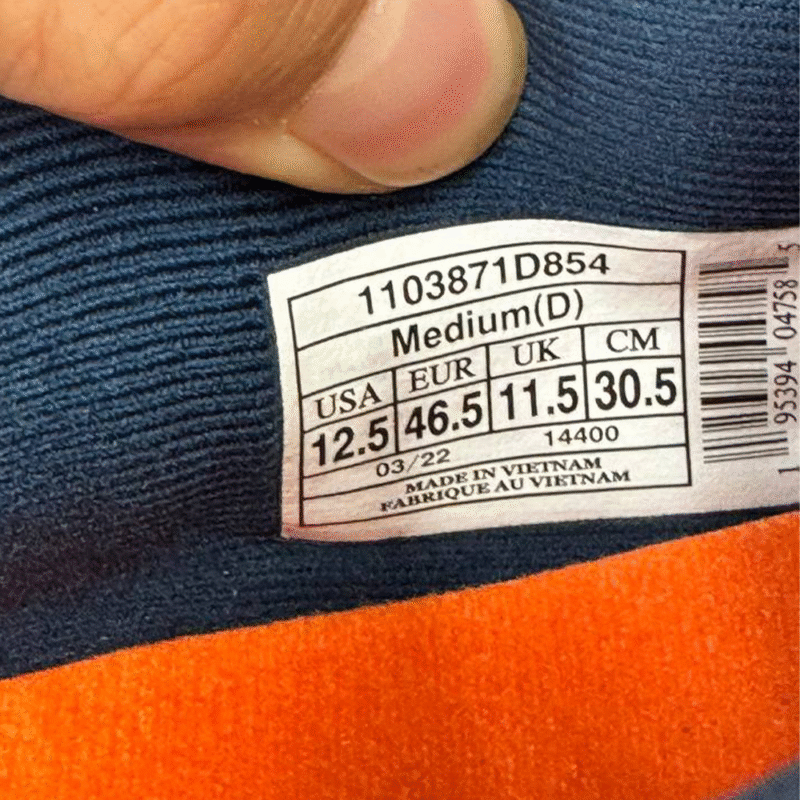 1103871D854
Medium(D)
USA EUR UK CM
12.5 46.5 11.5 30.5
03/22 14400
MADE IN VIETNAM
FABRIQUE AU VIETNAM
1 95394 04758 5